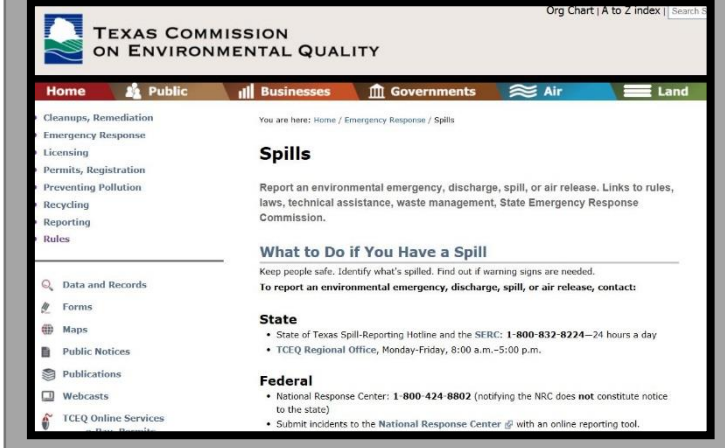 Org Chart | A to Z index | Search S
TEXAS COMMISSION
ON ENVIRONMENTAL QUALITY
Home Public Businesses Governments Air Land
Cleanups, Remediation
Emergency Response
Licensing
Permits, Registration
Preventing Pollution
Recycling
Reporting
Rules
Data and Records
Forms
Maps
Public Notices
Publications
Webcasts
TCEQ Online Services
You are here: Home / Emergency Response / Spills
Spills
Report an environmental emergency, discharge, spill, or air release. Links to rules,
laws, technical assistance, waste management, State Emergency Response
Commission.
What to Do if You Have a Spill
Keep people safe. Identify what's spilled. Find out if warning signs are needed.
To report an environmental emergency, discharge, spill, or air release, contact:
State
• State of Texas Spill-Reporting Hotline and the SERC: 1-800-832-8224—24 hours a day
• TCEQ Regional Office, Monday-Friday, 8:00 a.m.–5:00 p.m.
Federal
• National Response Center: 1-800-424-8802 (notifying the NRC does not constitute notice
to the state)
• Submit incidents to the National Response Center with an online reporting tool.